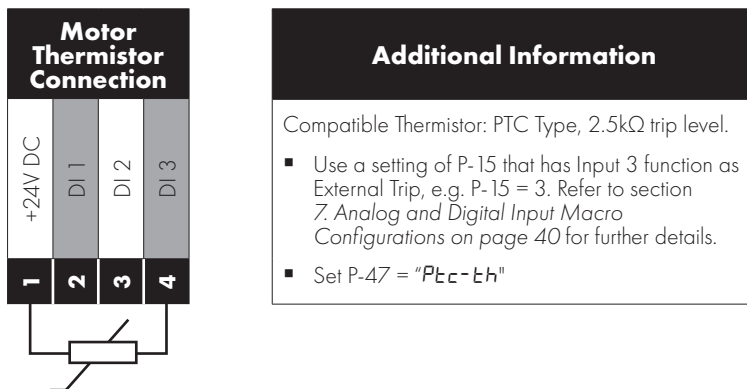 Motor
Thermistor
Connection
+24V DC
DI 1
DI 2
DI 3
1
2
3
4
Additional Information
Compatible Thermistor: PTC Type, 2.5kΩ trip level.
▪ Use a setting of P-15 that has Input 3 function as
External Trip, e.g. P-15 = 3. Refer to section
7. Analog and Digital Input Macro
Configurations on page 40 for further details.
▪ Set P-47 = "Ptc-th"